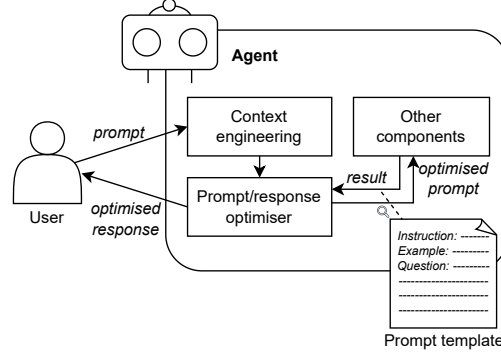 Agent
prompt
Context
engineering
Other
components
User
optimised
response
Prompt/response
optimiser
result
optimised
prompt
Instruction: -------
Example: ---------
Question: ---------
Prompt template